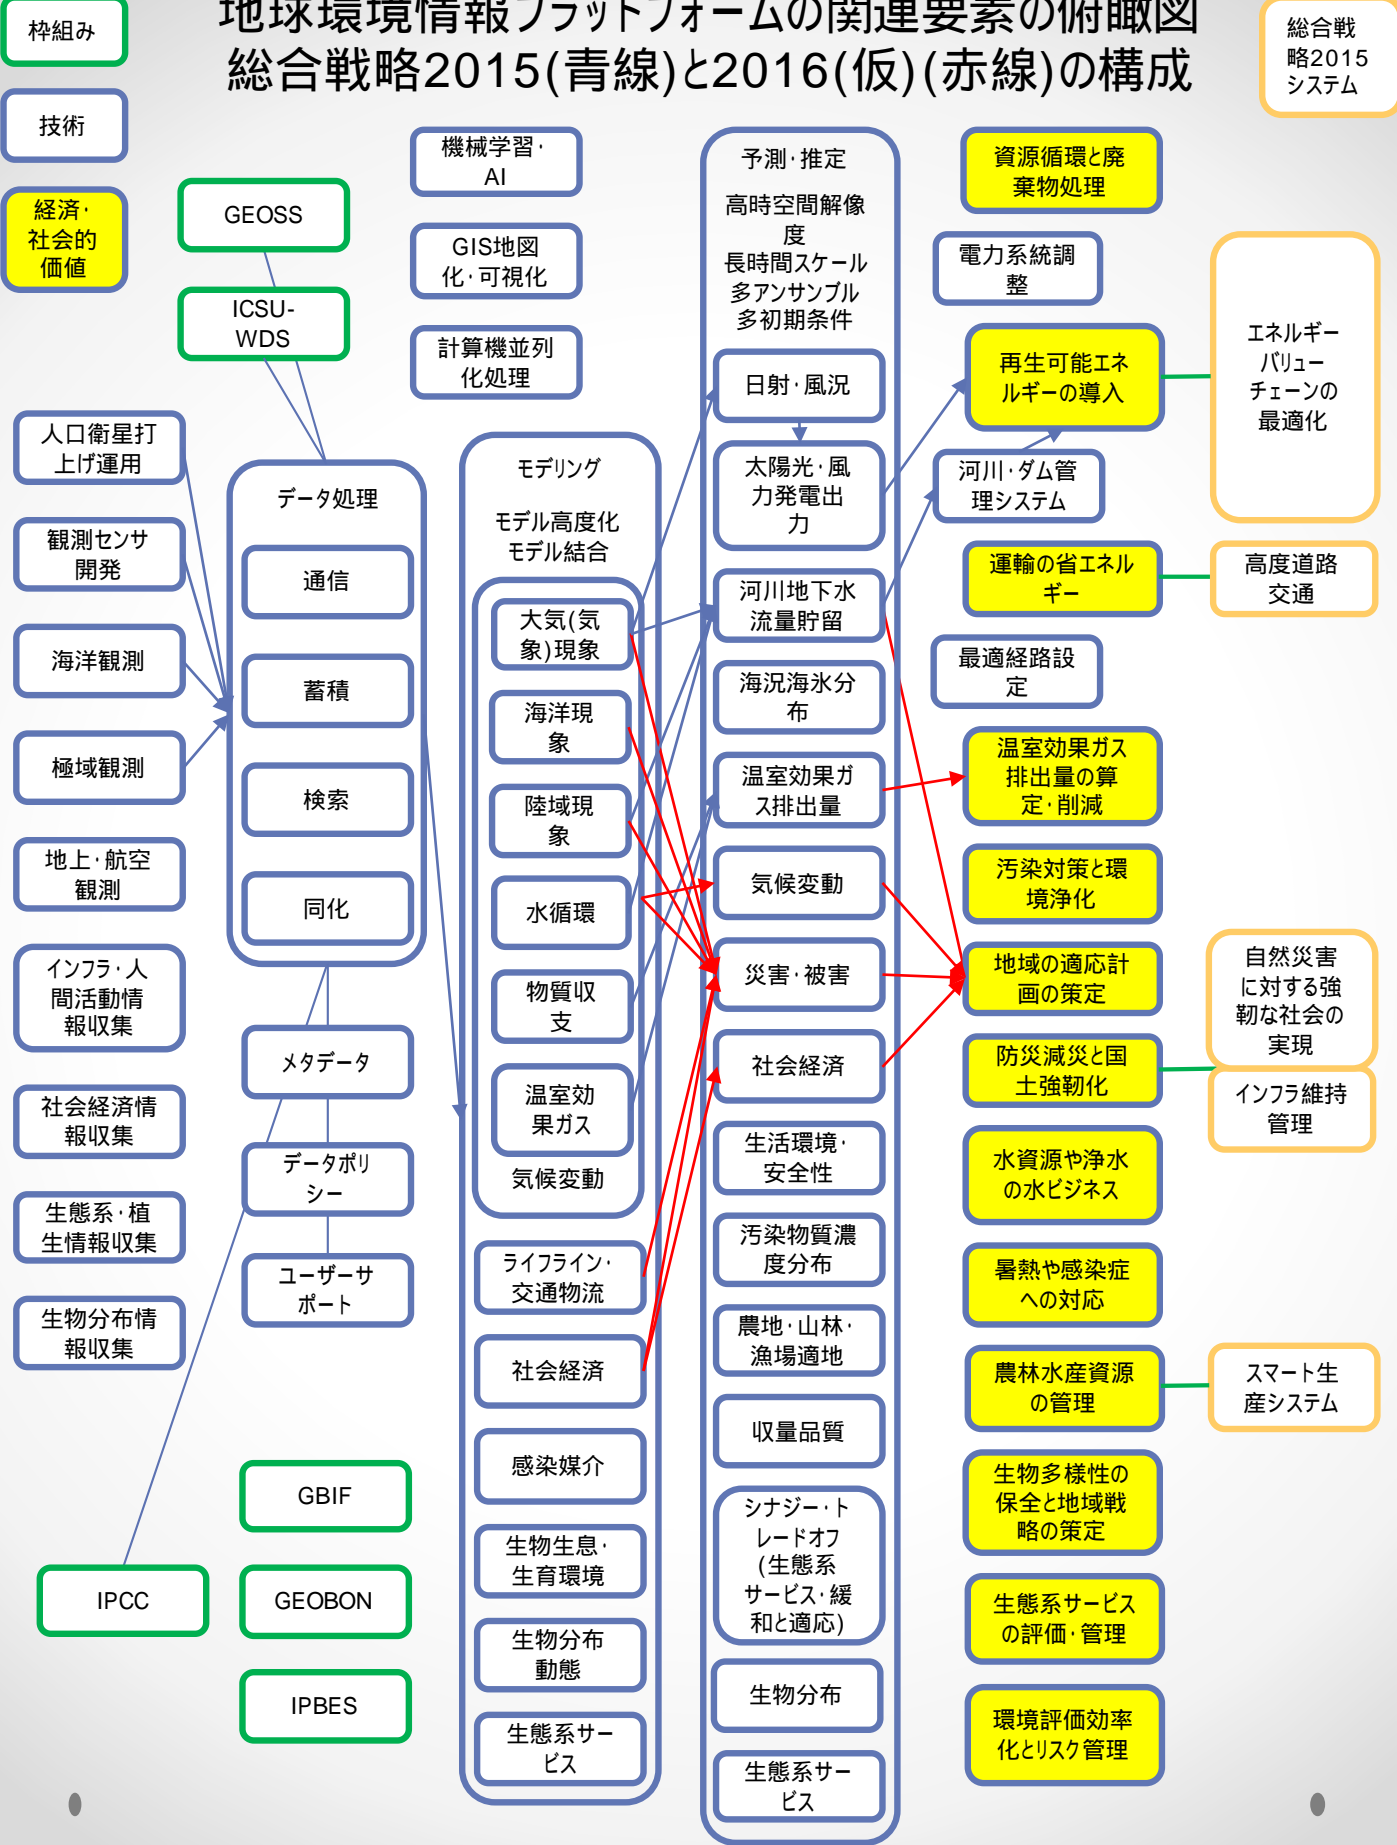 地球環境情報プラットフォームの関連要素の俯瞰図
総合戦略2015(青線)と2016(仮)(赤線)の構成
枠組み
技術
経済・
社会的
価値
総合戦
略2015
システム
GEOSS
ICSU-
WDS
人口衛星打
上げ運用
観測センサ
開発
海洋観測
極域観測
地上・航空
観測
インフラ・人
間活動情
報収集
社会経済情
報収集
生態系・植
生情報収集
生物分布情
報収集
IPCC
データ処理
通信
蓄積
検索
同化
メタデータ
データポリ
シー
ユーザーサ
ポート
GBIF
GEOBON
IPBES
機械学習・
AI
GIS地図
化・可視化
計算機並列
化処理
モデリング
モデル高度化
モデル結合
大気(気
象)現象
海洋現
象
陸域現
象
水循環
物質収
支
温室効
果ガス
気候変動
ライフライン・
交通物流
社会経済
感染媒介
生物生息・
生育環境
生物分布
動態
生態系サー
ビス
予測・推定
高時空間解像
度
長時間スケール
多アンサンブル
多初期条件
日射・風況
太陽光・風
力発電出
力
河川地下水
流量貯留
海況海氷分
布
温室効果ガ
ス排出量
気候変動
災害・被害
社会経済
生活環境・
安全性
汚染物質濃
度分布
農地・山林・
漁場適地
収量品質
シナジー・ト
レードオフ
(生態系
サービス・緩
和と適応)
生物分布
生態系サー
ビス
資源循環と廃
棄物処理
電力系統調
整
再生可能エネ
ルギーの導入
河川・ダム管
理システム
運輸の省エネル
ギー
最適経路設
定
温室効果ガス
排出量の算
定・削減
汚染対策と環
境浄化
地域の適応計
画の策定
防災減災と国
土強靭化
水資源や浄水
の水ビジネス
暑熱や感染症
への対応
農林水産資源
の管理
生物多様性の
保全と地域戦
略の策定
生態系サービス
の評価・管理
環境評価効率
化とリスク管理
エネルギー
バリュー
チェーンの
最適化
高度道路
交通
自然災害
に対する強
靭な社会の
実現
インフラ維持
管理
スマート生
産システム